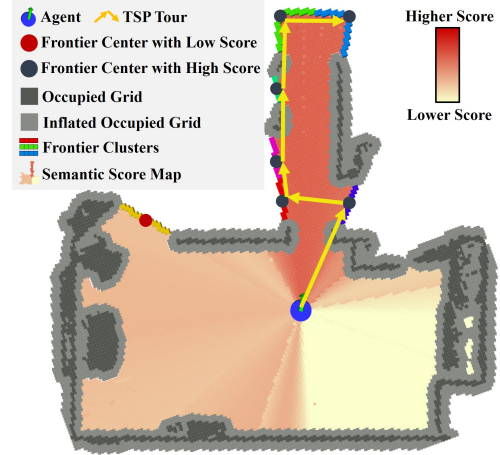 Agent TSP Tour
Frontier Center with Low Score
Frontier Center with High Score
Occupied Grid
Inflated Occupied Grid
Frontier Clusters
Semantic Score Map
Higher Score
Lower Score